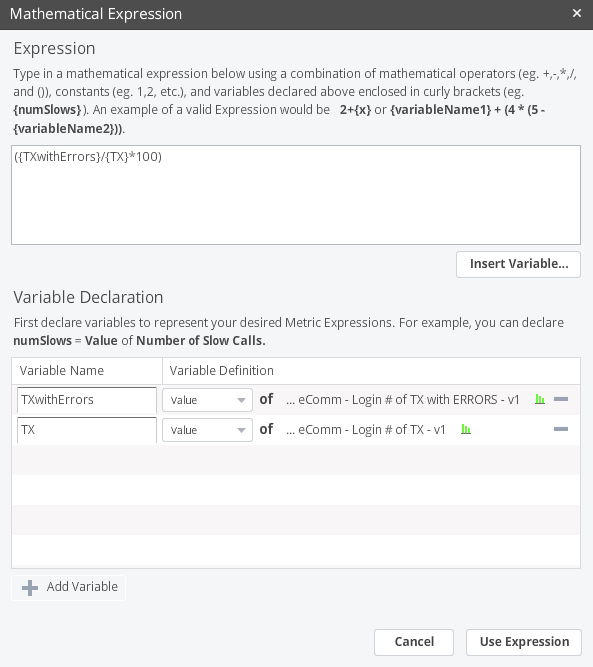 Mathematical Expression ×
Expression
Type in a mathematical expression below using a combination of mathematical operators (eg. +,-,*,/,
and ()), constants (eg. 1,2, etc.), and variables declared above enclosed in curly brackets (eg.
{numSlows}). An example of a valid Expression would be 2+{x} or {variableName1} + (4 * (5 -
{variableName2})).
({TXwithErrors}/{TX}*100)
Insert Variable...
Variable Declaration
First declare variables to represent your desired Metric Expressions. For example, you can declare
numSlows = Value of Number of Slow Calls.
Variable Name Variable Definition
TXwithErrors Value of ... eComm - Login # of TX with ERRORS - v1
TX Value of ... eComm - Login # of TX - v1
Add Variable
Cancel Use Expression